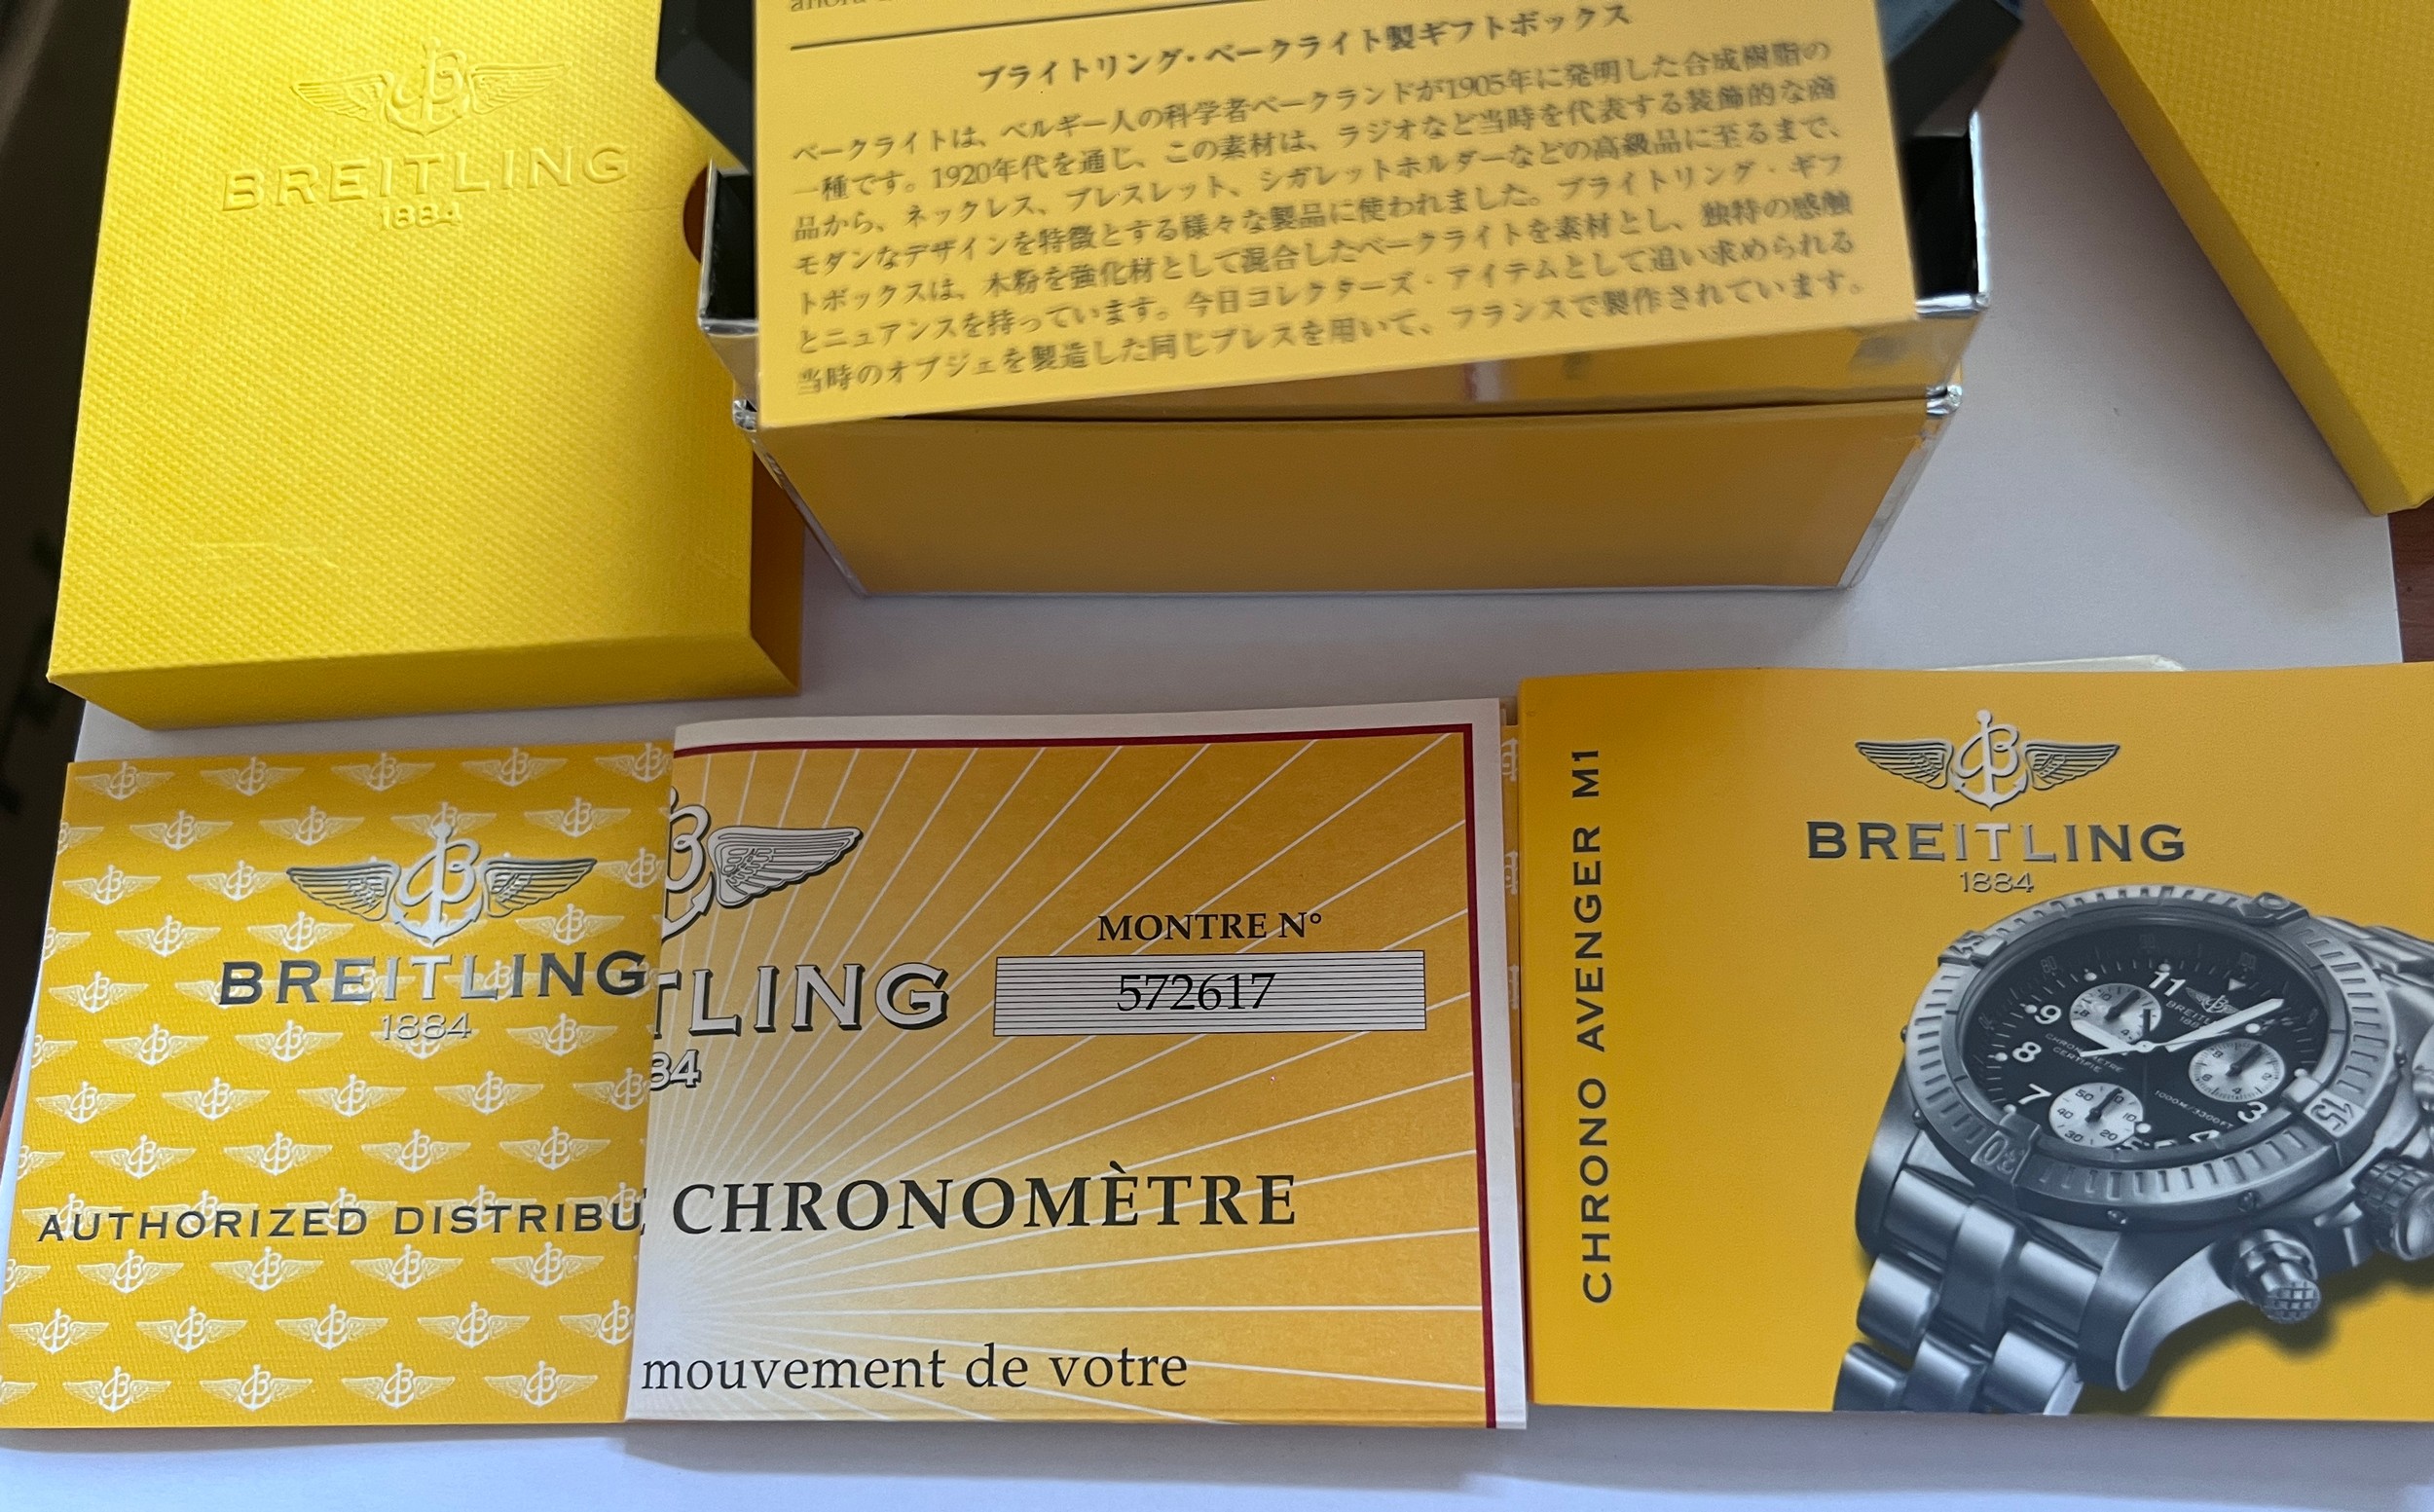 BREITLING
1884
ブライトリング・ベークライト製ギフトボックス
ベークライトは、ベルギー人の科学者ベークランドが1905年に発明した合成樹脂の
一種です。1920年代を通じ、この素材は、ラジオなど当時を代表する装飾的な商
品から、ネックレス、ブレスレット、シガレットホルダーなどの高級品に至るまで、
モダンなデザインを特徴とする様々な製品に使われました。ブライトリング・ギフ
トボックスは、木粉を強化材として混合したベークライトを素材とし、独特の感触
とニュアンスを持っています。今日コレクターズ・アイテムとして追い求められる
当時のオブジェを製造した同じプレスを用いて、フランスで製作されています。
BREITLING
1884
AUTHORIZED DISTRIBU
TLING
84
MONTRE N°
572617
CHRONOMÈTRE
mouvement de votre
CHRONO AVENGER M1
BREITLING
1884
11
9
8
7
3
BREITL
CHRONOMETRE
CERTIFIE
1000M/3300FT
15